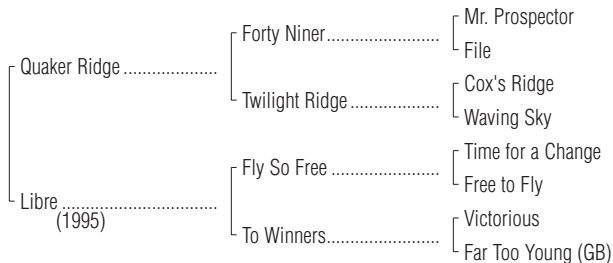 Mr. Prospector
Forty Niner
File
Quaker Ridge
Cox's Ridge
Twilight Ridge
Waving Sky
Time for a Change
Fly So Free
Free to Fly
Libre
(1995)
Victorious
To Winners
Far Too Young (GB)